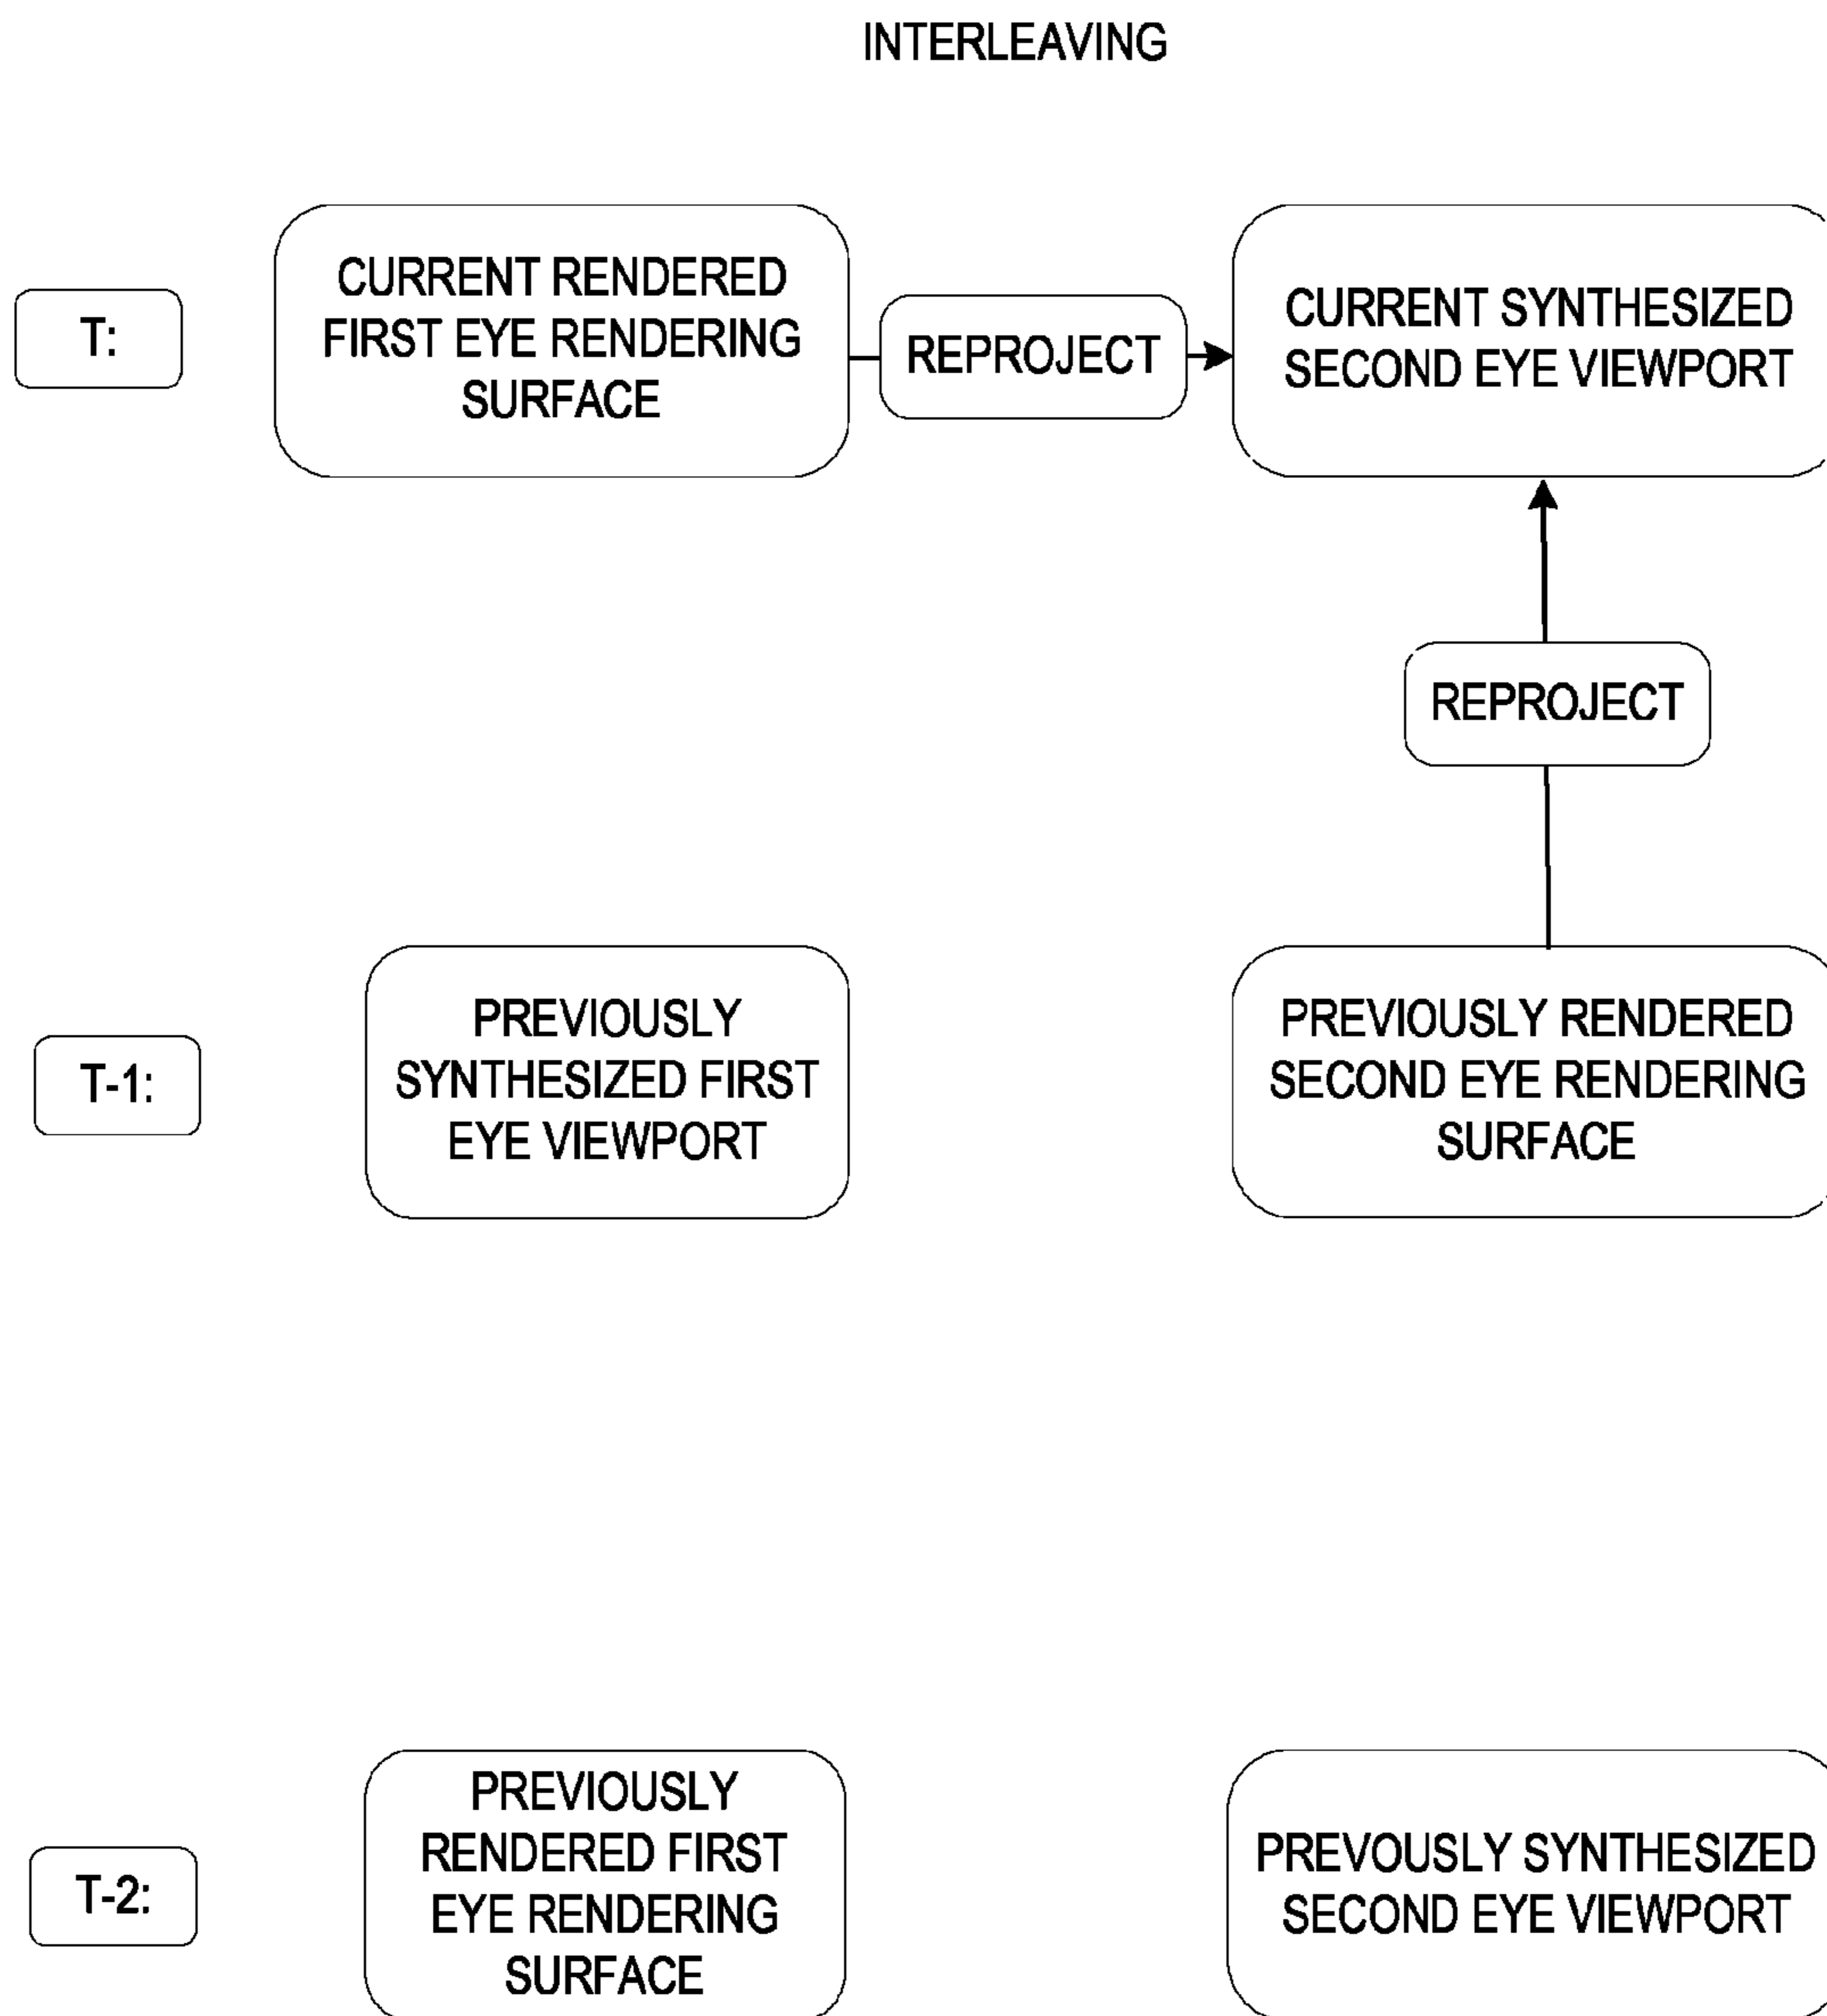 INTERLEAVING
T:
CURRENT RENDERED
FIRST EYE RENDERING
SURFACE
REPROJECT
CURRENT SYNTHESIZED
SECOND EYE VIEWPORT
REPROJECT
T-1:
PREVIOUSLY
SYNTHESIZED FIRST
EYE VIEWPORT
PREVIOUSLY RENDERED
SECOND EYE RENDERING
SURFACE
T-2:
PREVIOUSLY
RENDERED FIRST
EYE RENDERING
SURFACE
PREVOUSLY SYNTHESIZED
SECOND EYE VIEWPORT